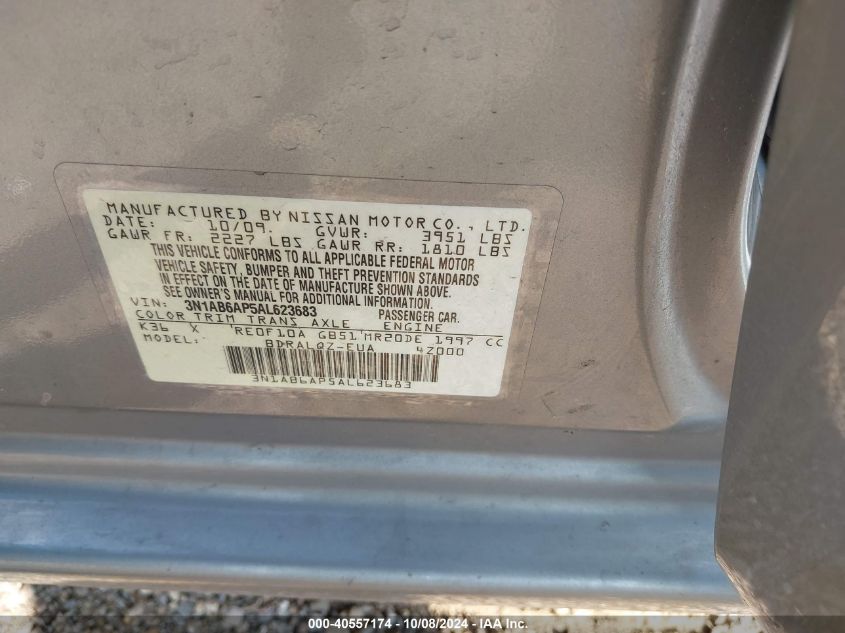 MANUFACTURED BY NISSAN MOTOR CO., LTD.
DATE: 10/09. GVWR: 3951 LBS
GAWR FR: 2227 LBS GAWR RR: 1810 LBS
THIS VEHICLE CONFORMS TO ALL APPLICABLE FEDERAL MOTOR
VEHICLE SAFETY, BUMPER AND THEFT PREVENTION STANDARDS
IN EFFECT ON THE DATE OF MANUFACTURE SHOWN ABOVE.
SEE OWNER'S MANUAL FOR ADDITIONAL INFORMATION
VIN: 3N1AB6AP5AL623683 PASSENGER CAR.
COLOR TRIM TRANS AXLE ENGINE
K36 X RE0F10A GB51 MR20DE 1997 CC
MODEL: BDRALQZ-EUA 4Z000
3N1AB6AP5AL623683
000-40557174 - 10/08/2024 - IAA Inc.